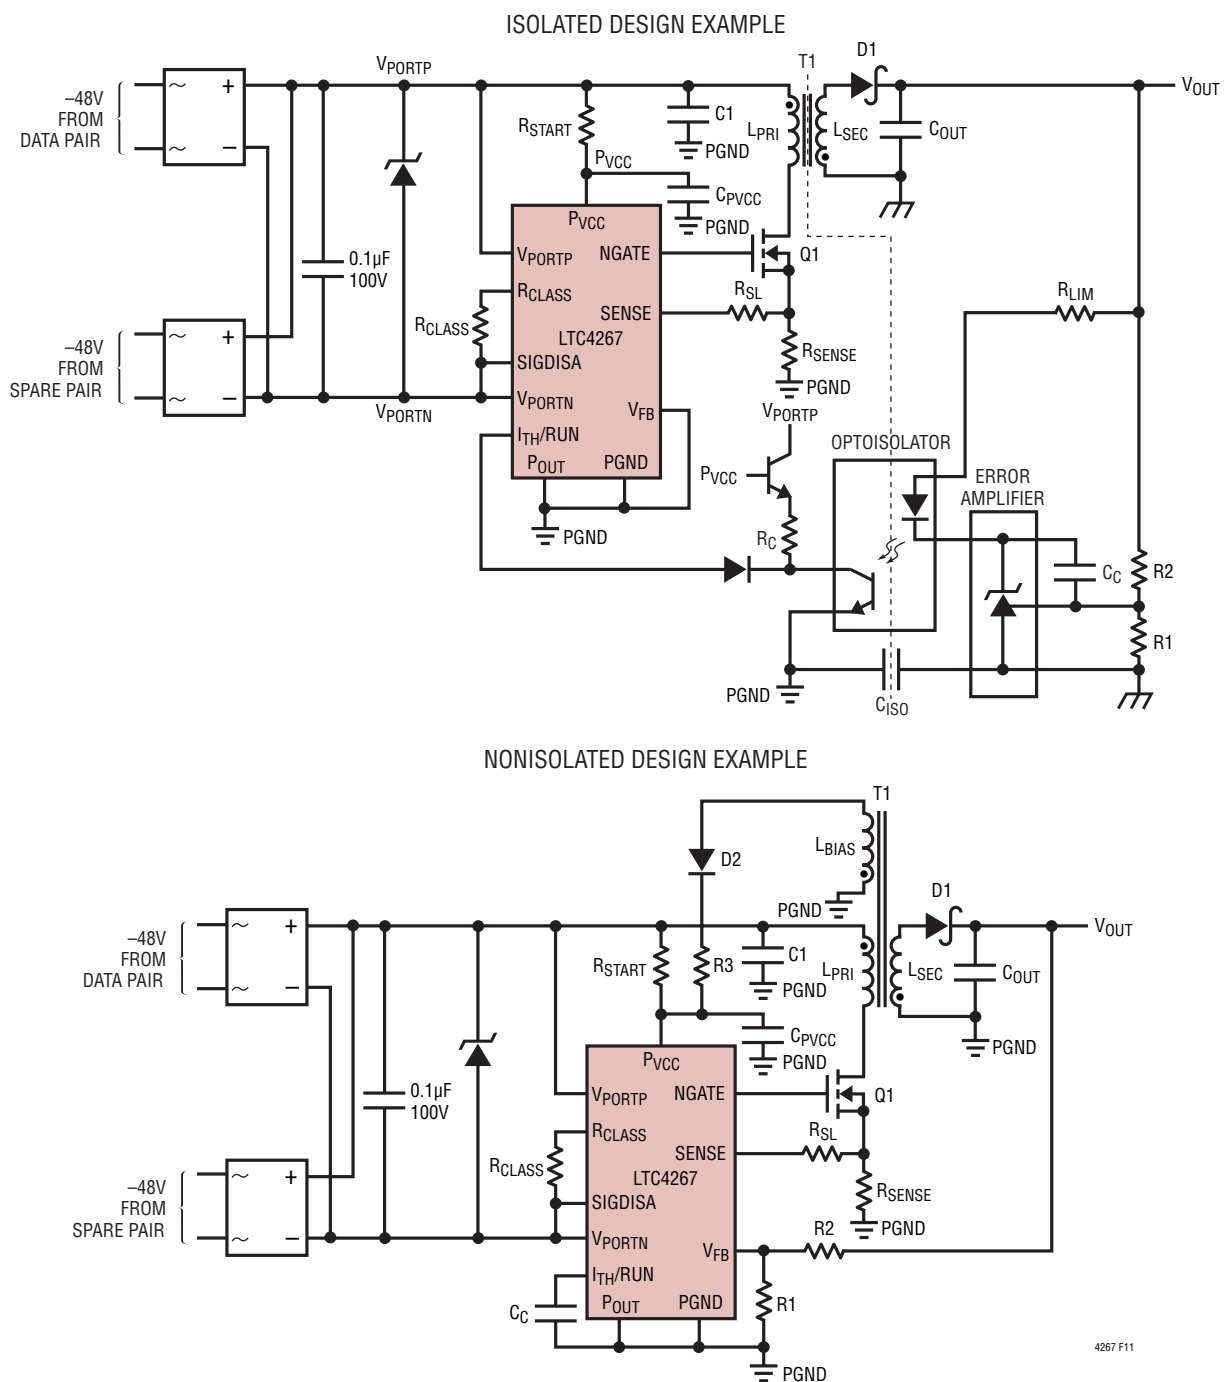 ISOLATED DESIGN EXAMPLE
–48V
FROM
DATA PAIR
~
~
+
–
VPORTP
RSTART
PVCC
C1
PGND
CPVCC
PGND
T1
LPRI
LSEC
D1
COUT
VOUT
–48V
FROM
SPARE PAIR
~
~
+
–
0.1µF
100V
VPORTN
RCLASS
PVCC
VPORTP
NGATE
RCLASS
SENSE
LTC4267
SIGDISA
VPORTN
VFB
ITH/RUN
POUT
PGND
PGND
Q1
RSL
RSENSE
PGND
RLIM
VPORTP
PVCC
RC
OPTOISOLATOR
ERROR
AMPLIFIER
CC
R2
R1
PGND
CISO
NONISOLATED DESIGN EXAMPLE
T1
LBIAS
D2
PGND
–48V
FROM
DATA PAIR
~
~
+
–
RSTART
R3
C1
PGND
CPVCC
PGND
LPRI
LSEC
D1
COUT
VOUT
PGND
–48V
FROM
SPARE PAIR
~
~
+
–
0.1µF
100V
RCLASS
PVCC
VPORTP
NGATE
RCLASS
SENSE
LTC4267
SIGDISA
VPORTN
VFB
ITH/RUN
POUT
PGND
Q1
RSL
RSENSE
PGND
R2
CC
R1
PGND
4267 F11